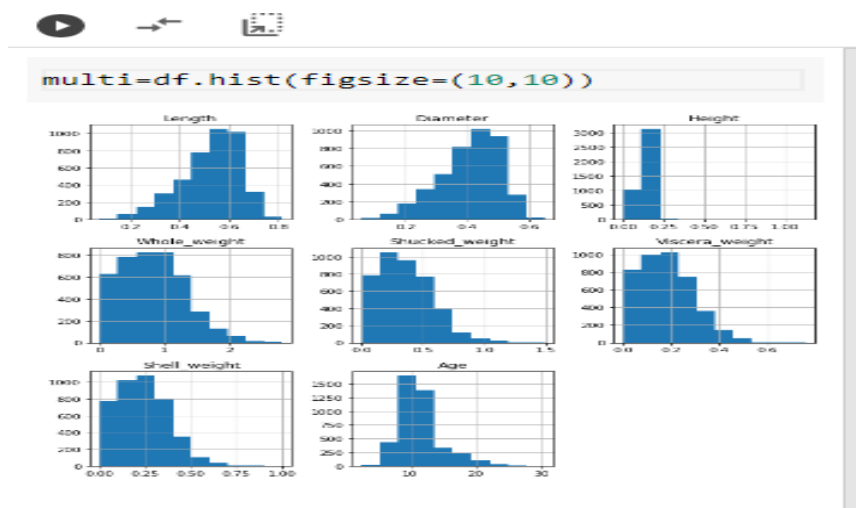 multi=df.hist(figsize=(10,10))
Length
1000
800
600
400
200
0
0.2 0.4 0.6 0.8
Diameter
1000
800
600
400
200
0
0.2 0.4 0.6
Height
3000
2500
2000
1500
1000
500
0
0.00 0.25 0.50 0.75 1.00
Whole_weight
800
600
400
200
0
0 1 2
Shucked_weight
1000
800
600
400
200
0
0.0 0.5 1.0 1.5
Viscera_weight
1000
800
600
400
200
0
0.0 0.2 0.4 0.6
Shell_weight
1000
800
600
400
200
0
0.00 0.25 0.50 0.75 1.00
Age
1500
1250
1000
750
500
250
0
10 20 30